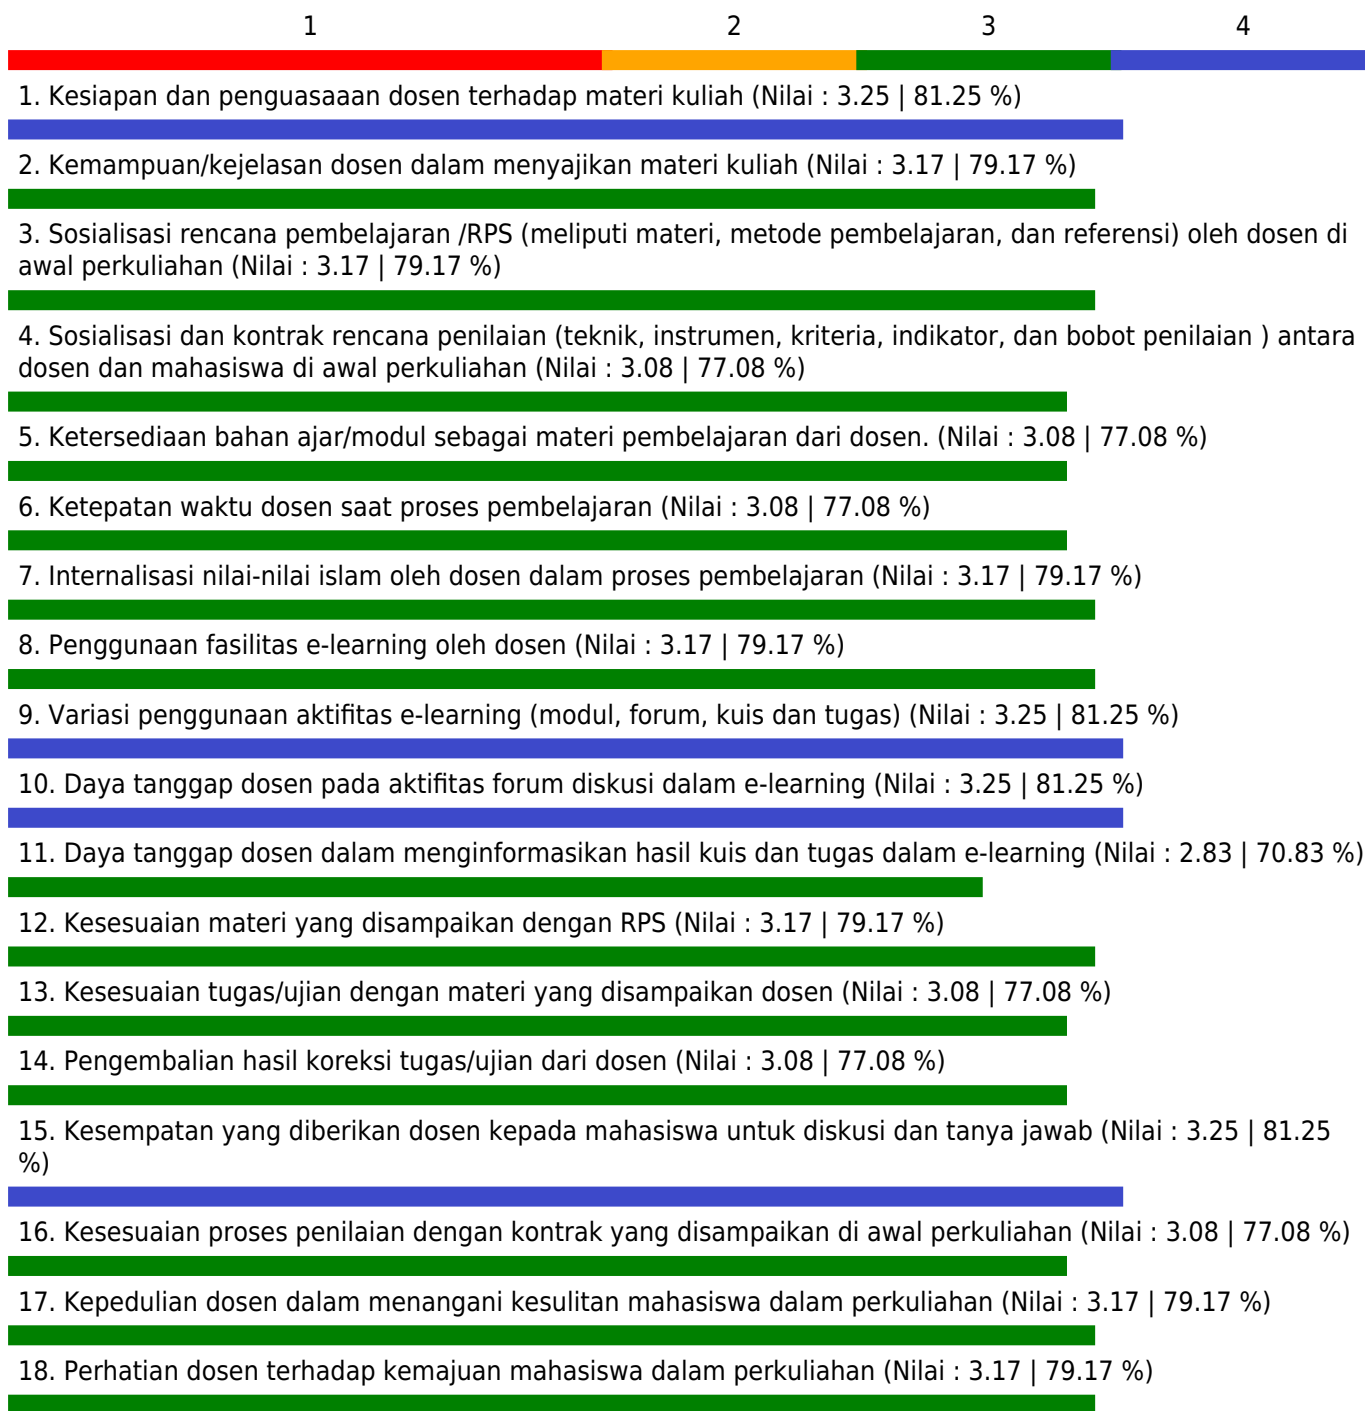 1 2 3 4
1. Kesiapan dan penguasaaan dosen terhadap materi kuliah (Nilai : 3.25 | 81.25 %)
2. Kemampuan/kejelasan dosen dalam menyajikan materi kuliah (Nilai : 3.17 | 79.17 %)
3. Sosialisasi rencana pembelajaran /RPS (meliputi materi, metode pembelajaran, dan referensi) oleh dosen di
awal perkuliahan (Nilai : 3.17 | 79.17 %)
4. Sosialisasi dan kontrak rencana penilaian (teknik, instrumen, kriteria, indikator, dan bobot penilaian ) antara
dosen dan mahasiswa di awal perkuliahan (Nilai : 3.08 | 77.08 %)
5. Ketersediaan bahan ajar/modul sebagai materi pembelajaran dari dosen. (Nilai : 3.08 | 77.08 %)
6. Ketepatan waktu dosen saat proses pembelajaran (Nilai : 3.08 | 77.08 %)
7. Internalisasi nilai-nilai islam oleh dosen dalam proses pembelajaran (Nilai : 3.17 | 79.17 %)
8. Penggunaan fasilitas e-learning oleh dosen (Nilai : 3.17 | 79.17 %)
9. Variasi penggunaan aktifitas e-learning (modul, forum, kuis dan tugas) (Nilai : 3.25 | 81.25 %)
10. Daya tanggap dosen pada aktifitas forum diskusi dalam e-learning (Nilai : 3.25 | 81.25 %)
11. Daya tanggap dosen dalam menginformasikan hasil kuis dan tugas dalam e-learning (Nilai : 2.83 | 70.83 %)
12. Kesesuaian materi yang disampaikan dengan RPS (Nilai : 3.17 | 79.17 %)
13. Kesesuaian tugas/ujian dengan materi yang disampaikan dosen (Nilai : 3.08 | 77.08 %)
14. Pengembalian hasil koreksi tugas/ujian dari dosen (Nilai : 3.08 | 77.08 %)
15. Kesempatan yang diberikan dosen kepada mahasiswa untuk diskusi dan tanya jawab (Nilai : 3.25 | 81.25
%)
16. Kesesuaian proses penilaian dengan kontrak yang disampaikan di awal perkuliahan (Nilai : 3.08 | 77.08 %)
17. Kepedulian dosen dalam menangani kesulitan mahasiswa dalam perkuliahan (Nilai : 3.17 | 79.17 %)
18. Perhatian dosen terhadap kemajuan mahasiswa dalam perkuliahan (Nilai : 3.17 | 79.17 %)